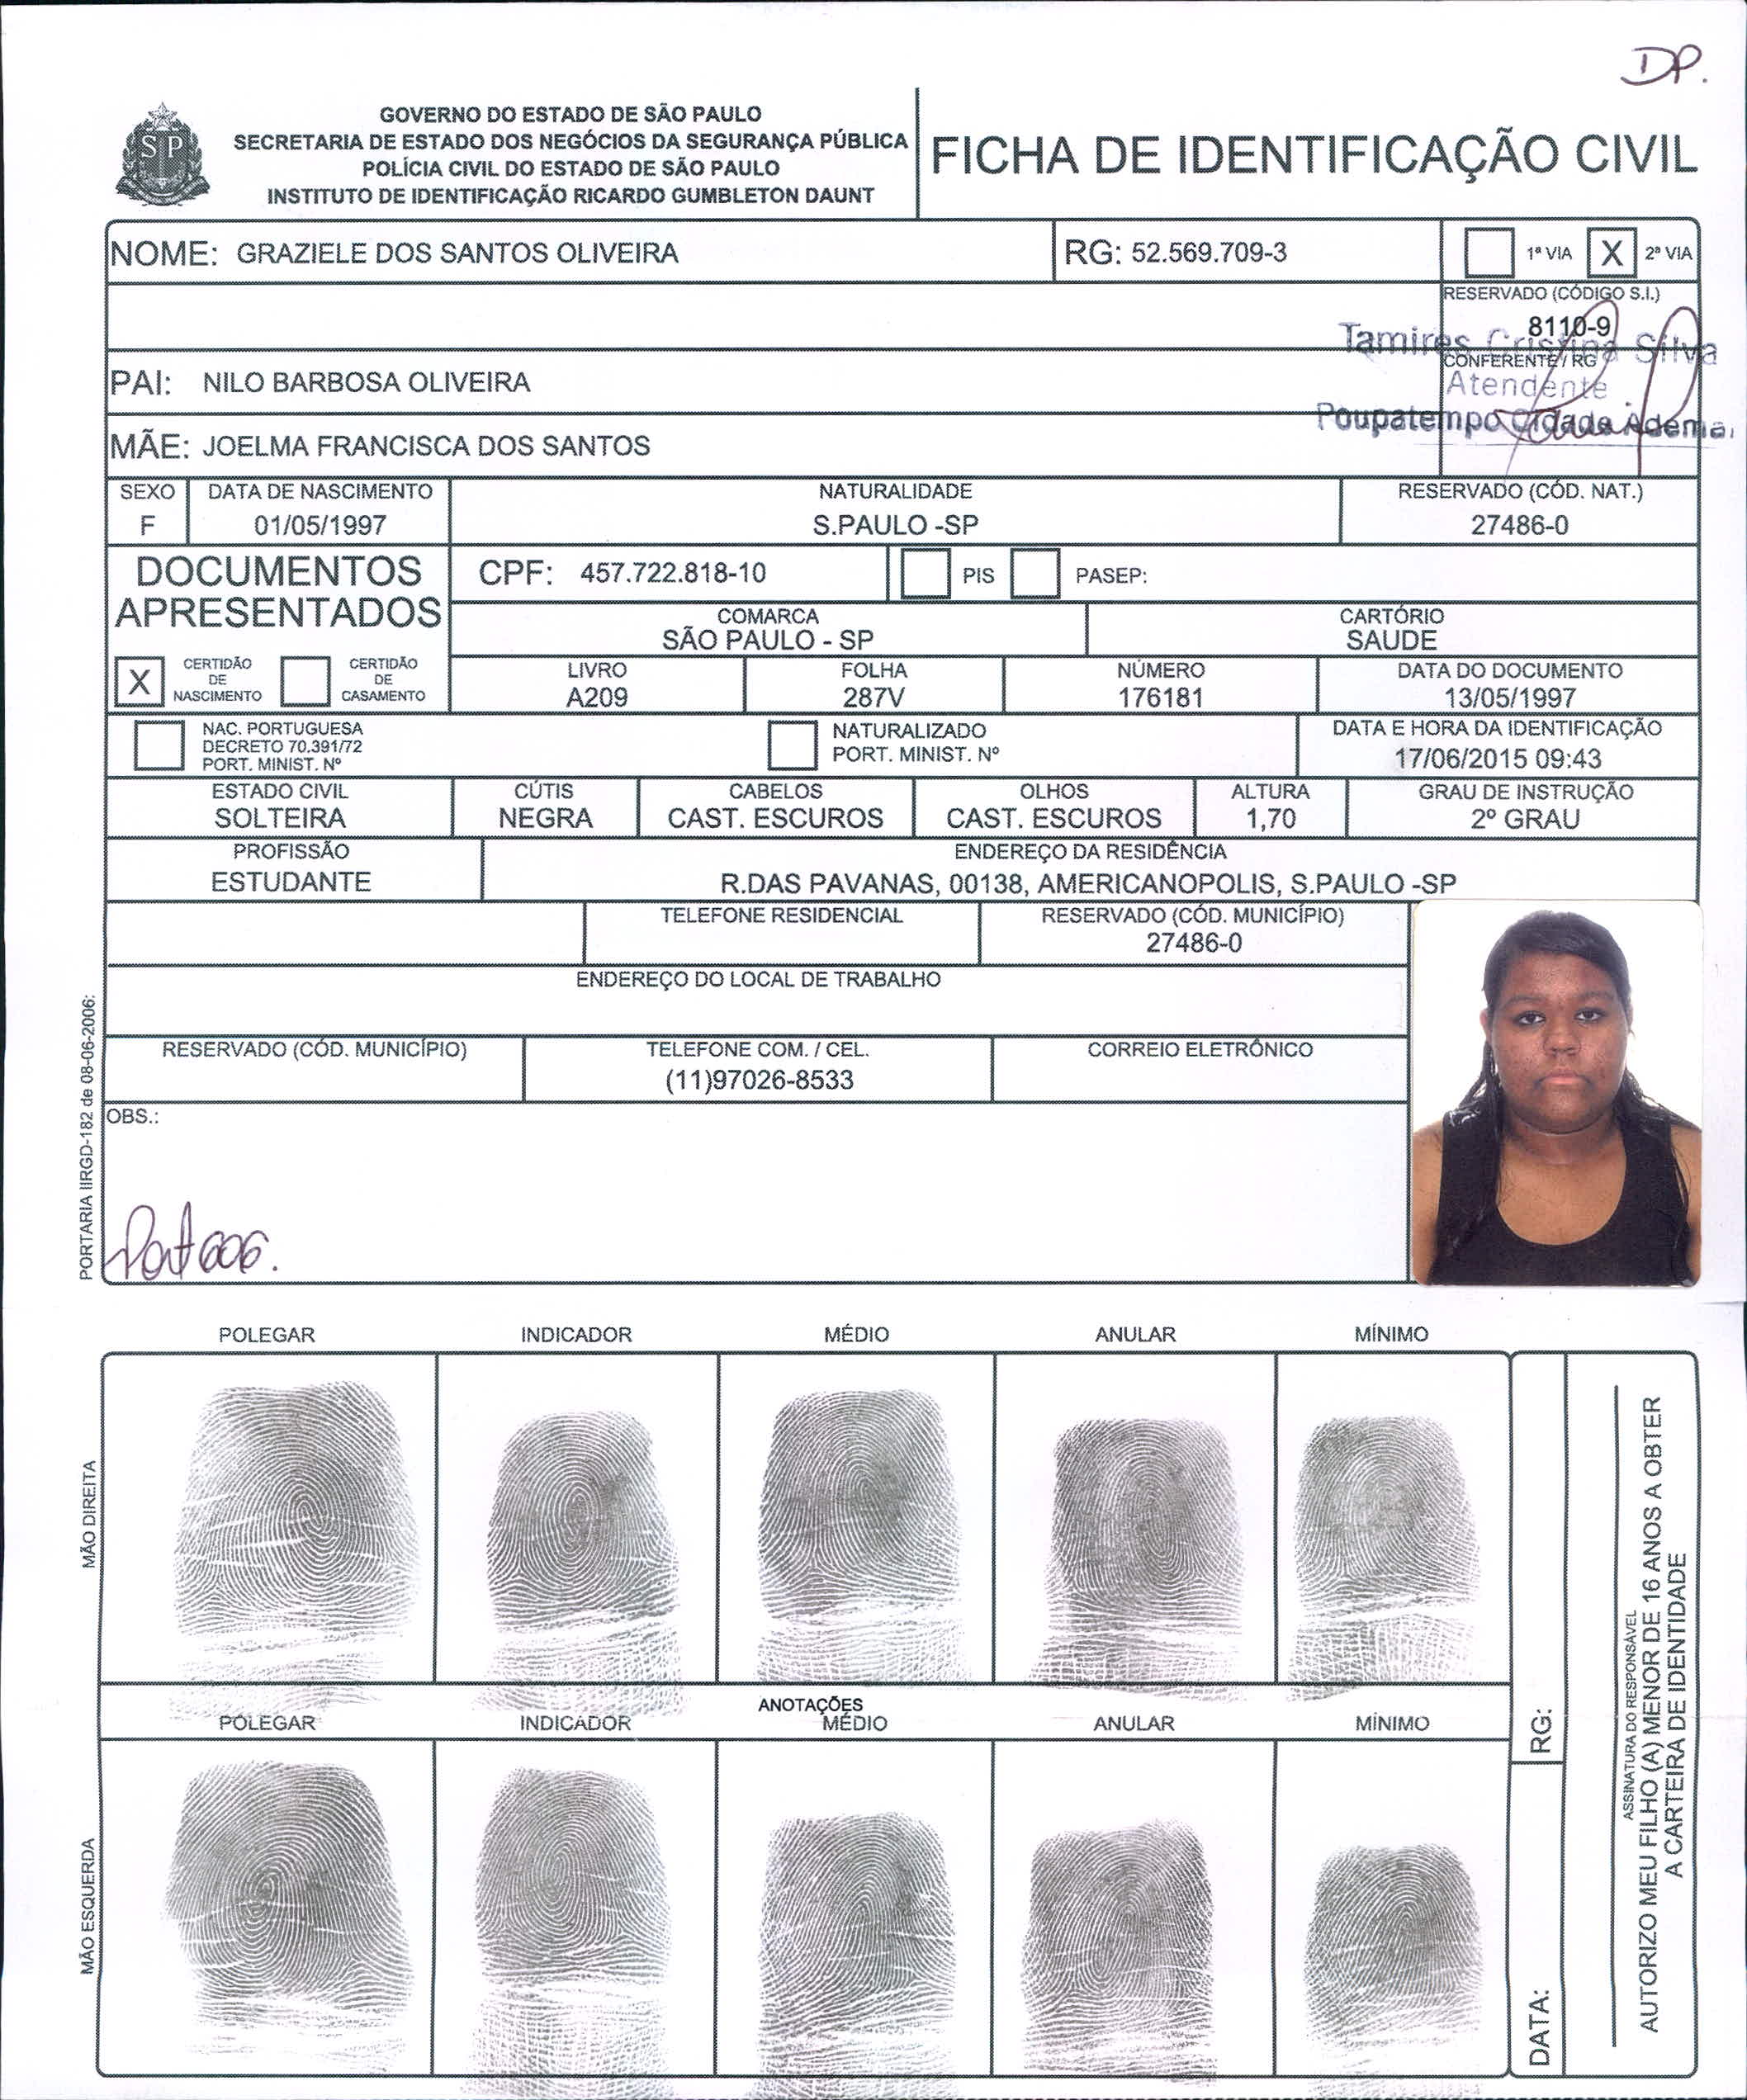 DP.
GOVERNO DO ESTADO DE SÃO PAULO
SECRETARIA DE ESTADO DOS NEGÓCIOS DA SEGURANÇA PÚBLICA
POLÍCIA CIVIL DO ESTADO DE SÃO PAULO
INSTITUTO DE IDENTIFICAÇÃO RICARDO GUMBLETON DAUNT
SP
FICHA DE IDENTIFICAÇÃO CIVIL
NOME: GRAZIELE DOS SANTOS OLIVEIRA
RG: 52.569.709-3
1ª VIA X 2ª VIA
RESERVADO (CÓDIGO S.I.)
8110-9
Tamires Cristina Silva
CONFERENTE / RG
Atendente
Poupatempo Cidade Ademar
PAI: NILO BARBOSA OLIVEIRA
MÃE: JOELMA FRANCISCA DOS SANTOS
SEXO DATA DE NASCIMENTO NATURALIDADE RESERVADO (CÓD. NAT.)
F 01/05/1997 S.PAULO -SP 27486-0
DOCUMENTOS
APRESENTADOS
CPF: 457.722.818-10 PIS PASEP:
COMARCA CARTÓRIO
SÃO PAULO - SP SAUDE
X CERTIDÃO DE NASCIMENTO CERTIDÃO DE CASAMENTO
LIVRO FOLHA NÚMERO DATA DO DOCUMENTO
A209 287V 176181 13/05/1997
NAC. PORTUGUESA
DECRETO 70.391/72
PORT. MINIST. Nº
NATURALIZADO
PORT. MINIST. Nº
DATA E HORA DA IDENTIFICAÇÃO
17/06/2015 09:43
ESTADO CIVIL CÚTIS CABELOS OLHOS ALTURA GRAU DE INSTRUÇÃO
SOLTEIRA NEGRA CAST. ESCUROS CAST. ESCUROS 1,70 2º GRAU
PROFISSÃO ENDEREÇO DA RESIDÊNCIA
ESTUDANTE R.DAS PAVANAS, 00138, AMERICANOPOLIS, S.PAULO -SP
TELEFONE RESIDENCIAL RESERVADO (CÓD. MUNICÍPIO)
27486-0
ENDEREÇO DO LOCAL DE TRABALHO
RESERVADO (CÓD. MUNICÍPIO) TELEFONE COM. / CEL. CORREIO ELETRÔNICO
(11)97026-8533
OBS.:
PORTARIA IIRGD-182 de 08-06-2006:
POLEGAR INDICADOR MÉDIO ANULAR MÍNIMO
MÃO DIREITA
ANOTAÇÕES
POLEGAR INDICADOR MÉDIO ANULAR MÍNIMO
MÃO ESQUERDA
RG:
DATA:
ASSINATURA DO RESPONSÁVEL
AUTORIZO MEU FILHO (A) MENOR DE 16 ANOS A OBTER
A CARTEIRA DE IDENTIDADE